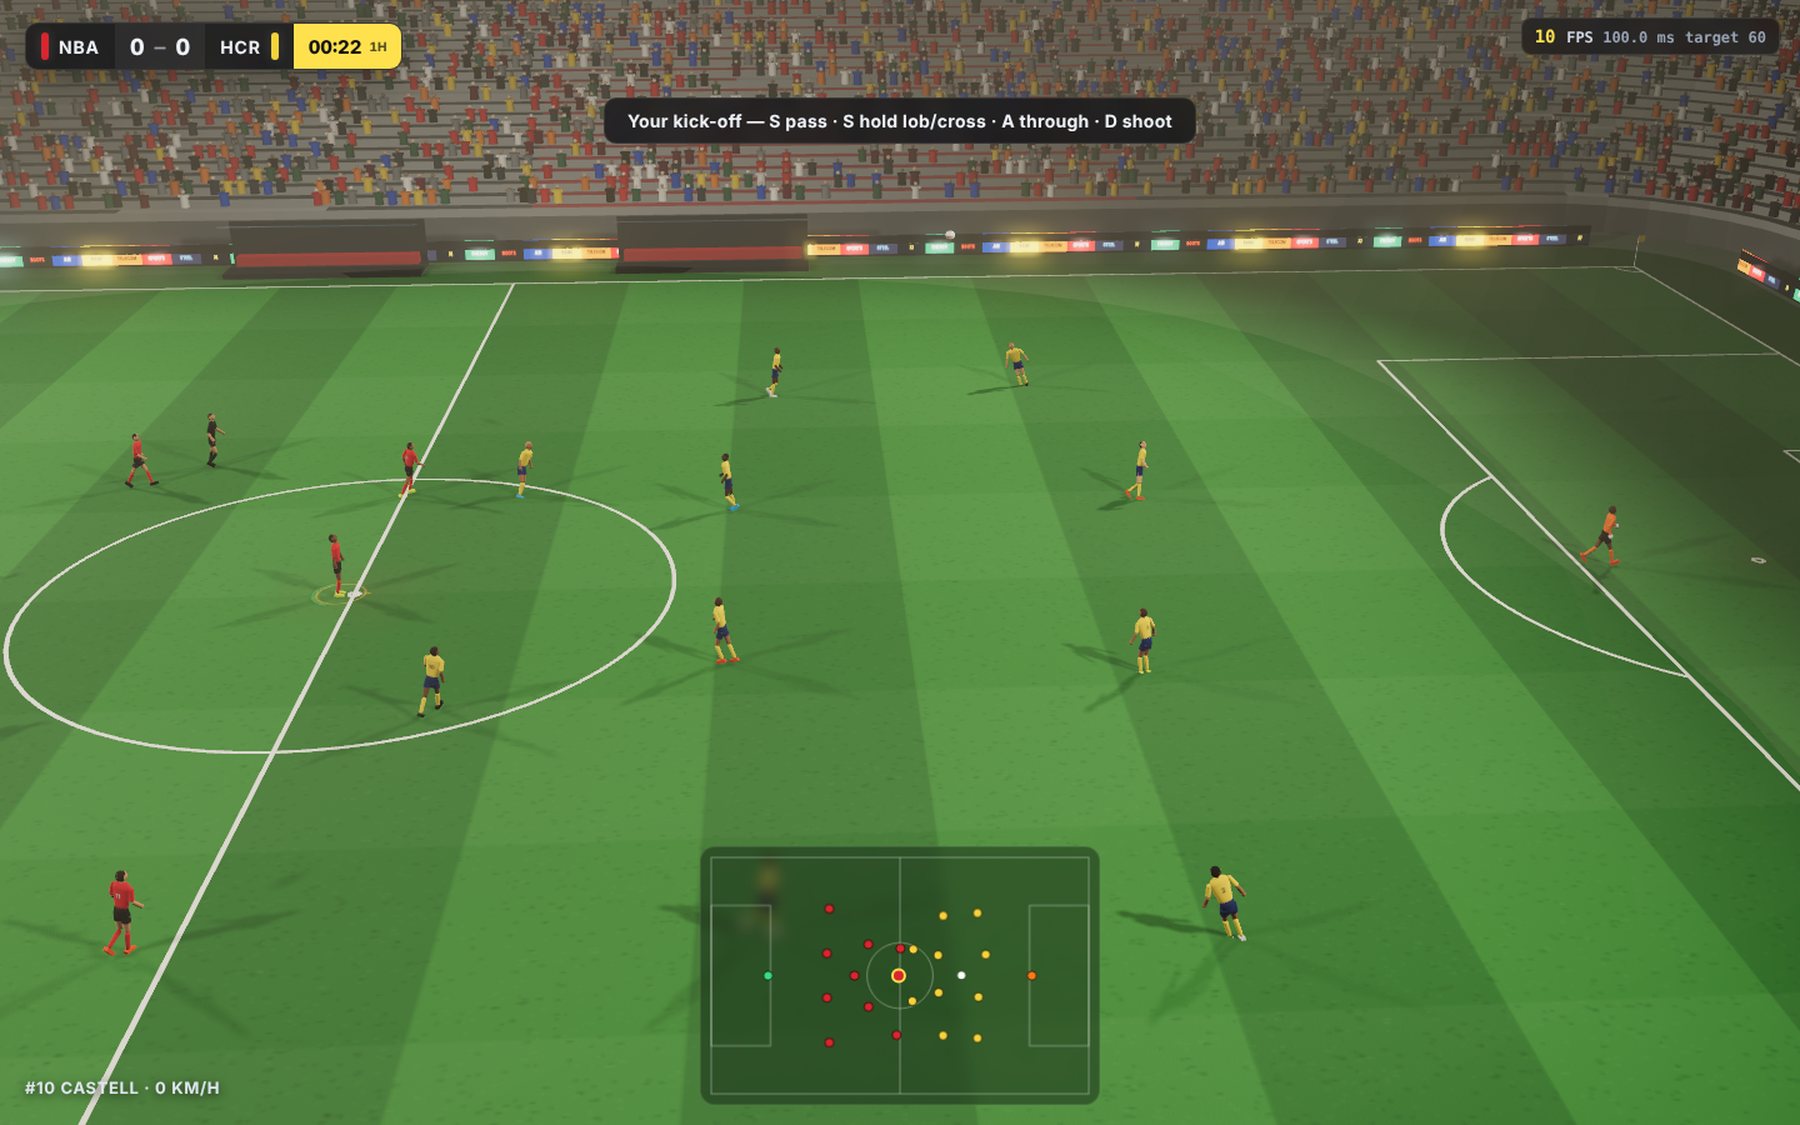 NBA 0 – 0 HCR 00:22 1H
10 FPS 100.0 ms target 60
Your kick-off — S pass · S hold lob/cross · A through · D shoot
#10 CASTELL · 0 KM/H